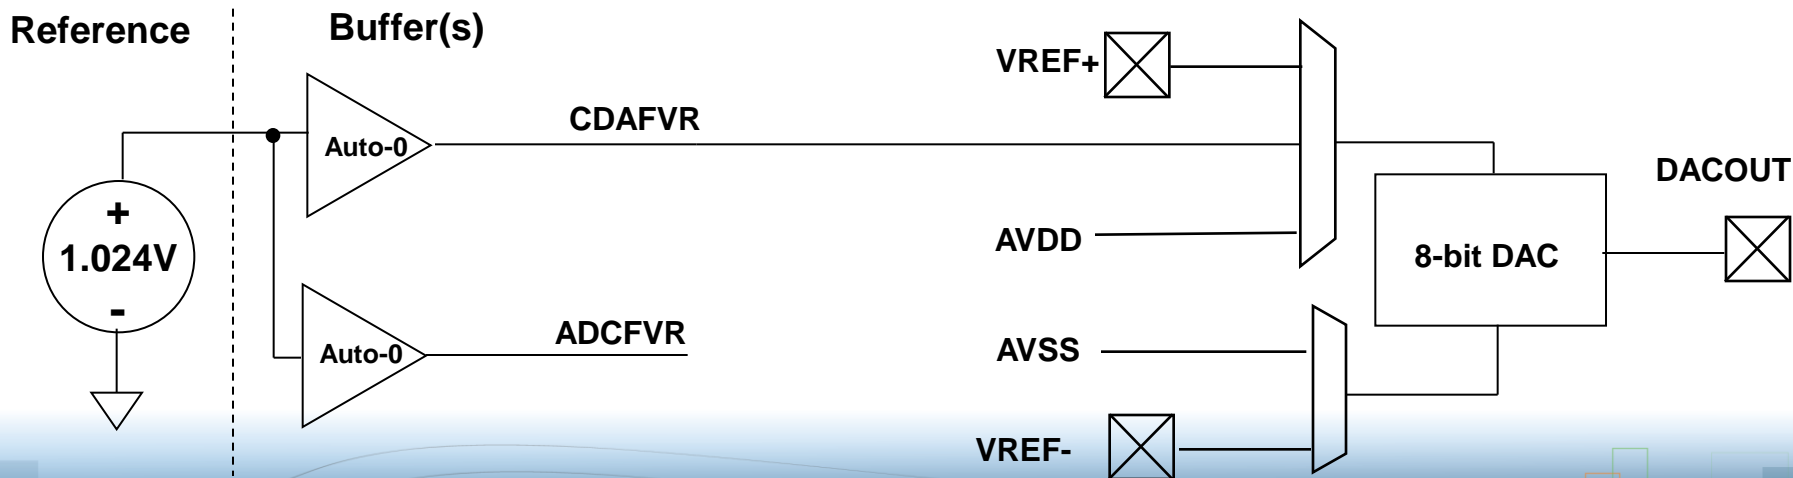 Reference
Buffer(s)
VREF+
CDAFVR
Auto-0
DACOUT
+
1.024V
-
AVDD
8-bit DAC
ADCFVR
Auto-0
AVSS
VREF-